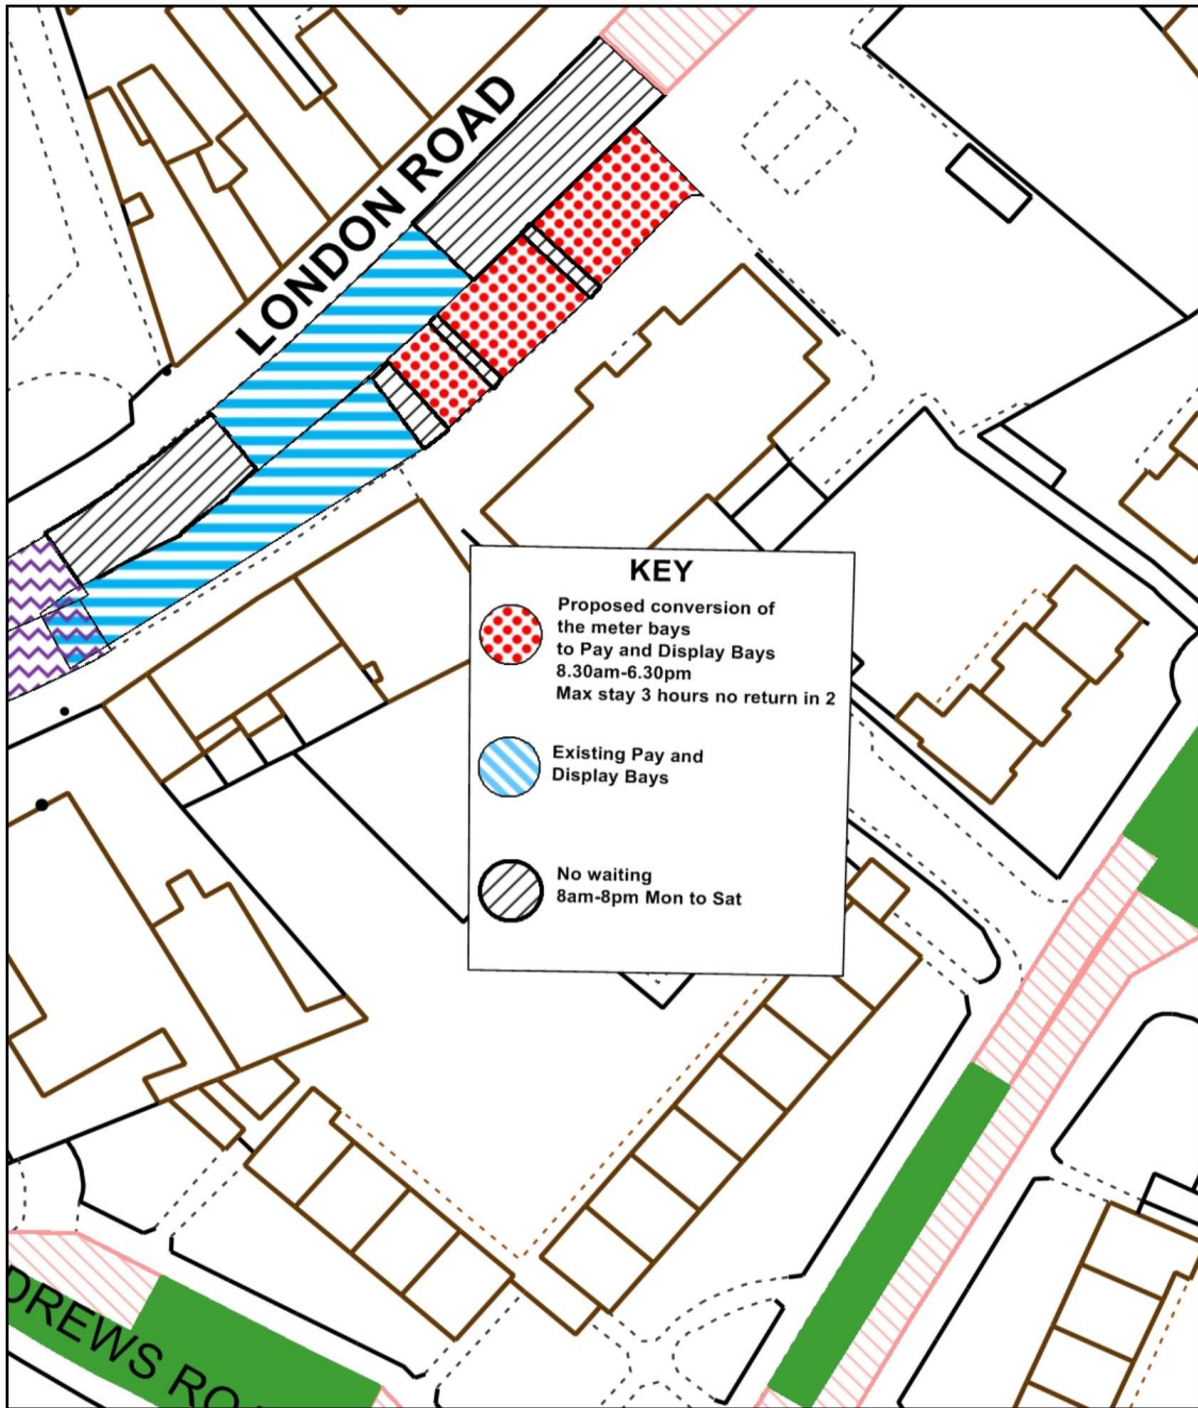 LONDON ROAD
KEY
Proposed conversion of
the meter bays
to Pay and Display Bays
8.30am-6.30pm
Max stay 3 hours no return in 2
Existing Pay and
Display Bays
No waiting
8am-8pm Mon to Sat
DREWS RO